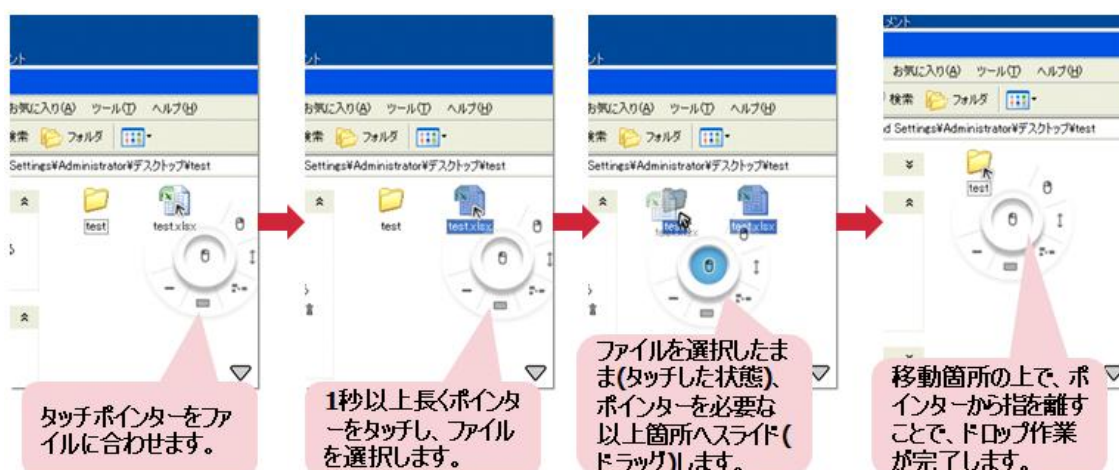 ント
お気に入り(A) ツール(T) ヘルプ(H)
検索 フォルダ
Settings¥Administrator¥デスクトップ¥test
test
test.xlsx
タッチポインターをファ
イルに合わせます。
ント
お気に入り(A) ツール(T) ヘルプ(H)
検索 フォルダ
Settings¥Administrator¥デスクトップ¥test
test
test.xlsx
1秒以上長くポインタ
ーをタッチし、ファイル
を選択します。
ント
お気に入り(A) ツール(T) ヘルプ(H)
検索 フォルダ
Settings¥Administrator¥デスクトップ¥test
test.xlsx
ファイルを選択したま
ま(タッチした状態)、
ポインターを必要な
以上箇所へスライド(
ドラッグ)します。
メント
お気に入り(A) ツール(T) ヘルプ(H)
検索 フォルダ
d Settings¥Administrator¥デスクトップ¥test
test
移動箇所の上で、ポ
インターから指を離す
ことで、ドロップ作業
が完了します。